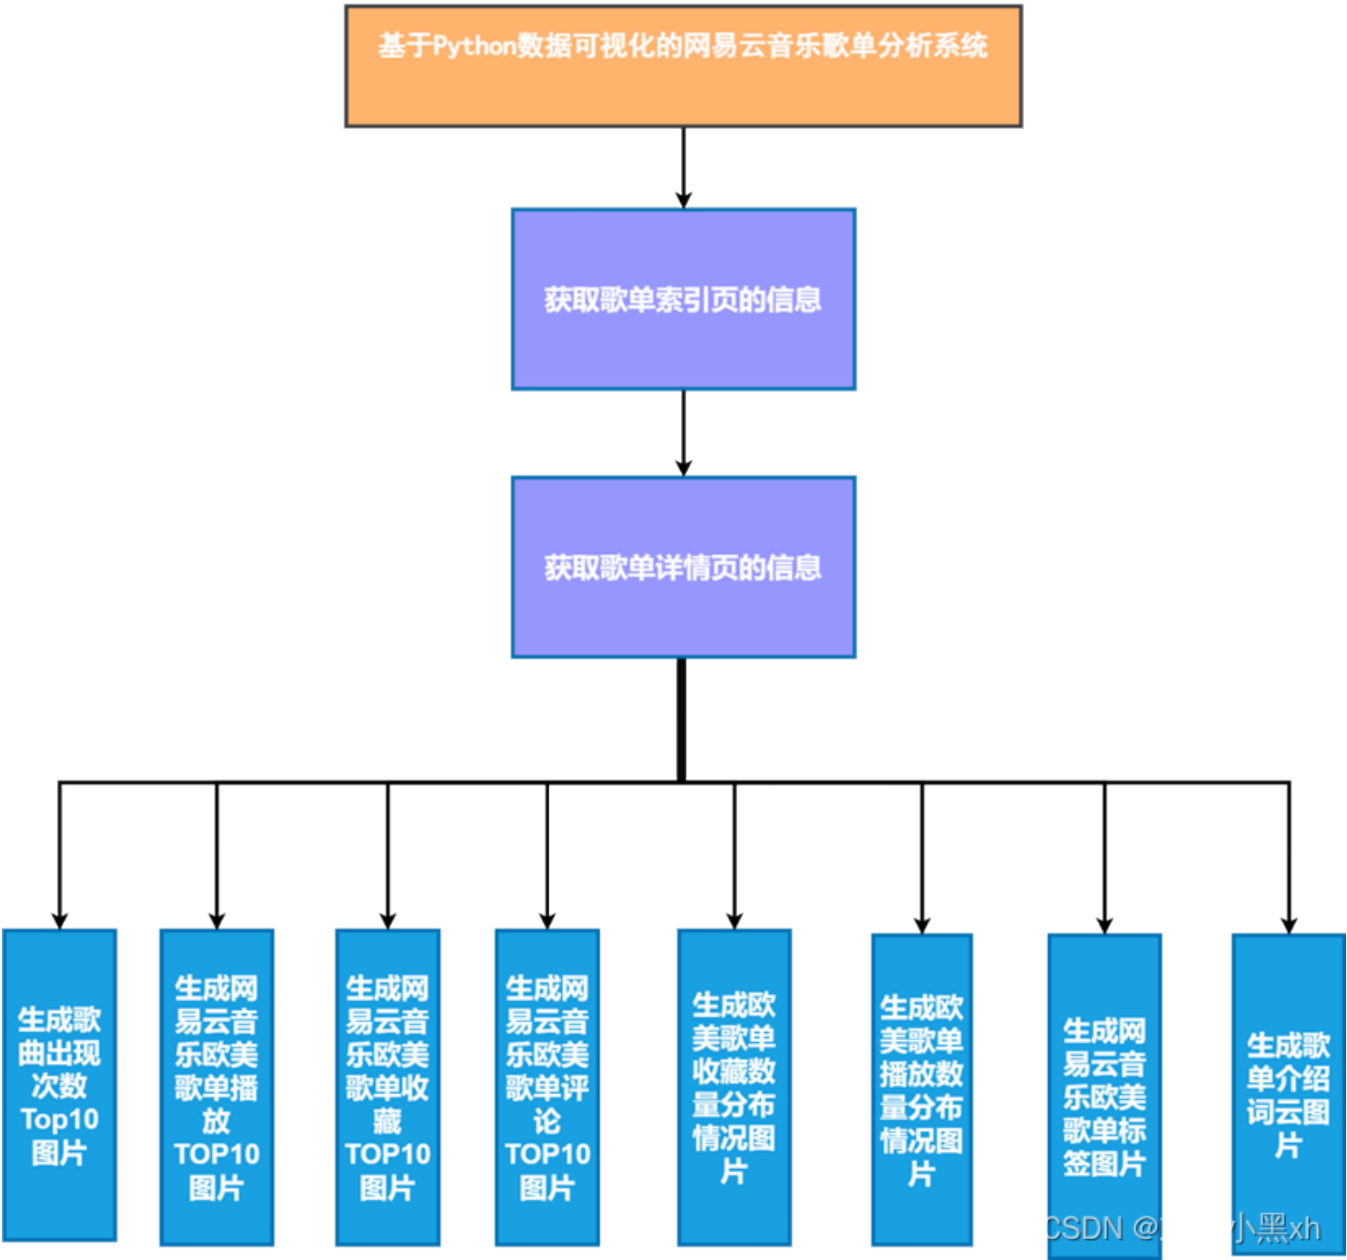 基于Python数据可视化的网易云音乐歌单分析系统
获取歌单索引页的信息
获取歌单详情页的信息
生成歌
曲出现
次数
Top10
图片
生成网
易云音
乐欧美
歌单播
放
TOP10
图片
生成网
易云音
乐欧美
歌单收
藏
TOP10
图片
生成网
易云音
乐欧美
歌单评
论
TOP10
图片
生成欧
美歌单
收藏数
量分布
情况图
片
生成欧
美歌单
播放数
量分布
情况图
片
生成网
易云音
乐欧美
歌单标
签图片
生成歌
单介绍
词云图
片
CSDN @ 小黑xh